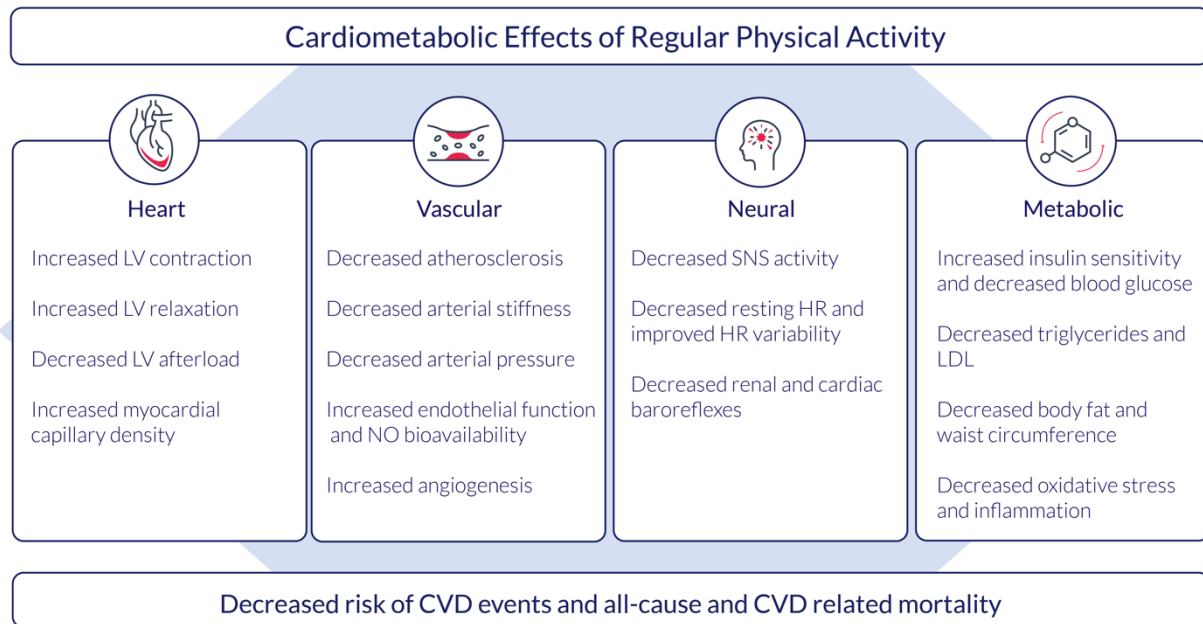 Cardiometabolic Effects of Regular Physical Activity
Heart
Increased LV contraction
Increased LV relaxation
Decreased LV afterload
Increased myocardial
capillary density
Vascular
Decreased atherosclerosis
Decreased arterial stiffness
Decreased arterial pressure
Increased endothelial function
and NO bioavailability
Increased angiogenesis
Neural
Decreased SNS activity
Decreased resting HR and
improved HR variability
Decreased renal and cardiac
baroreflexes
Metabolic
Increased insulin sensitivity
and decreased blood glucose
Decreased triglycerides and
LDL
Decreased body fat and
waist circumference
Decreased oxidative stress
and inflammation
Decreased risk of CVD events and all-cause and CVD related mortality